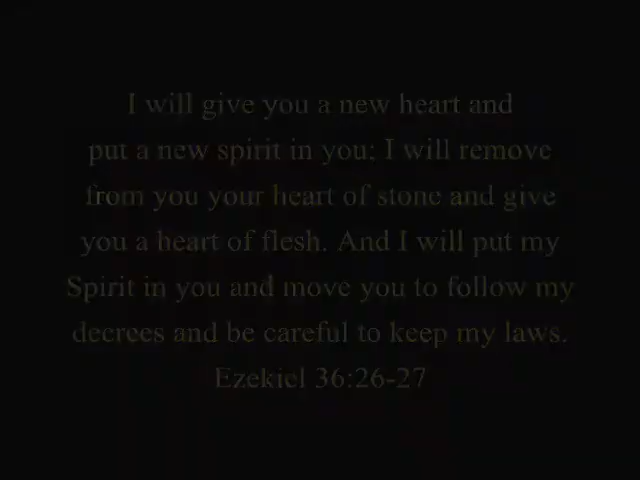 I will give you a new heart and
put a new spirit in you; I will remove
from you your heart of stone and give
you a heart of flesh. And I will put my
Spirit in you and move you to follow my
decrees and be careful to keep my laws.
Ezekiel 36:26-27